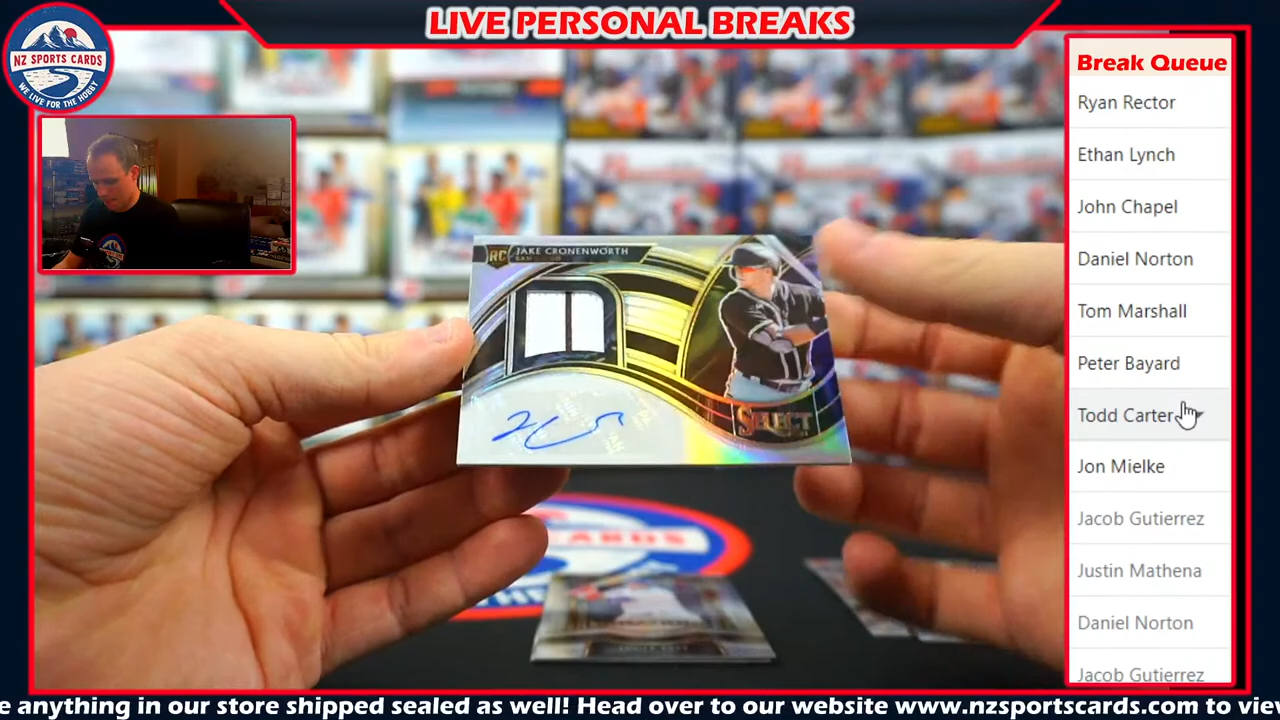 LIVE PERSONAL BREAKS
NZ SPORTS CARDS
WE LIVE FOR THE HOBBY
Break Queue
Ryan Rector
Ethan Lynch
John Chapel
Daniel Norton
Tom Marshall
Peter Bayard
Todd Carter
Jon Mielke
Jacob Gutierrez
Justin Mathena
Daniel Norton
Jacob Gutierrez
RC JAKE CRONENWORTH
SELECT
CARDS
THE
e anything in our store shipped sealed as well! Head over to our website www.nzsportscards.com to view